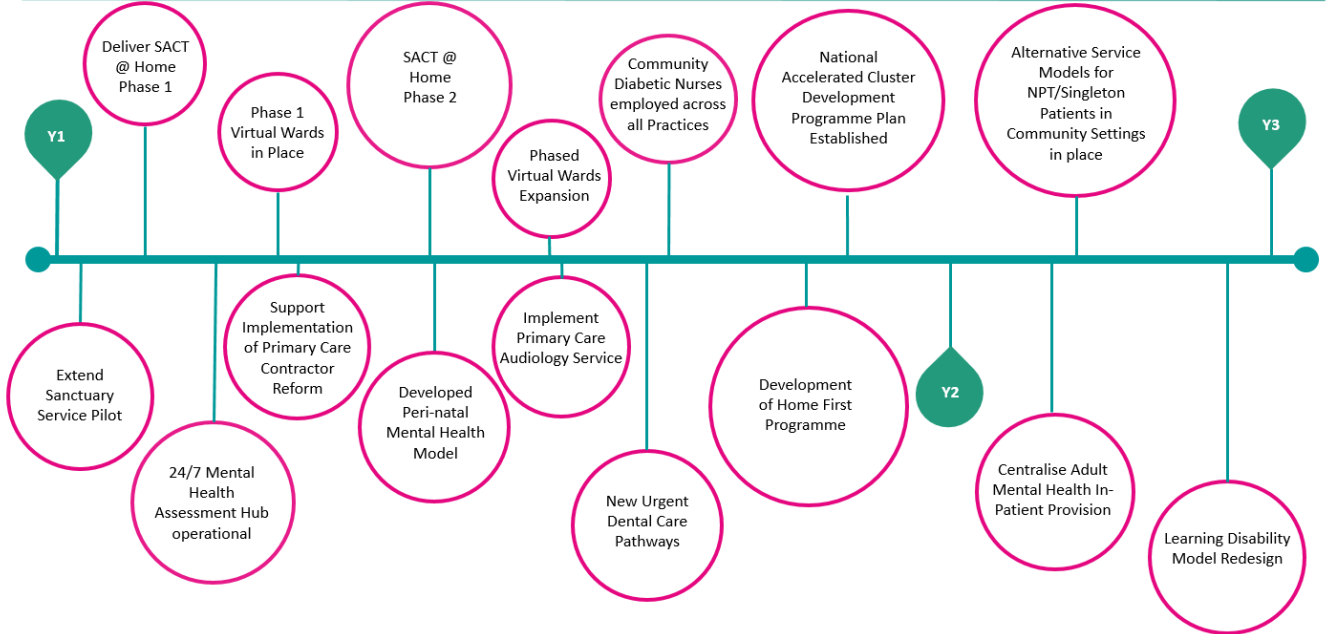 Y1
Deliver SACT
@ Home
Phase 1
Phase 1
Virtual Wards
in Place
SACT @
Home
Phase 2
Phased
Virtual Wards
Expansion
Community
Diabetic Nurses
employed across
all Practices
National
Accelerated Cluster
Development
Programme Plan
Established
Alternative Service
Models for
NPT/Singleton
Patients in
Community Settings
in place
Y3
Extend
Sanctuary
Service Pilot
24/7 Mental
Health
Assessment Hub
operational
Support
Implementation
of Primary Care
Contractor
Reform
Developed
Peri-natal
Mental Health
Model
Implement
Primary Care
Audiology Service
New Urgent
Dental Care
Pathways
Development
of Home First
Programme
Y2
Centralise Adult
Mental Health In-
Patient Provision
Learning Disability
Model Redesign